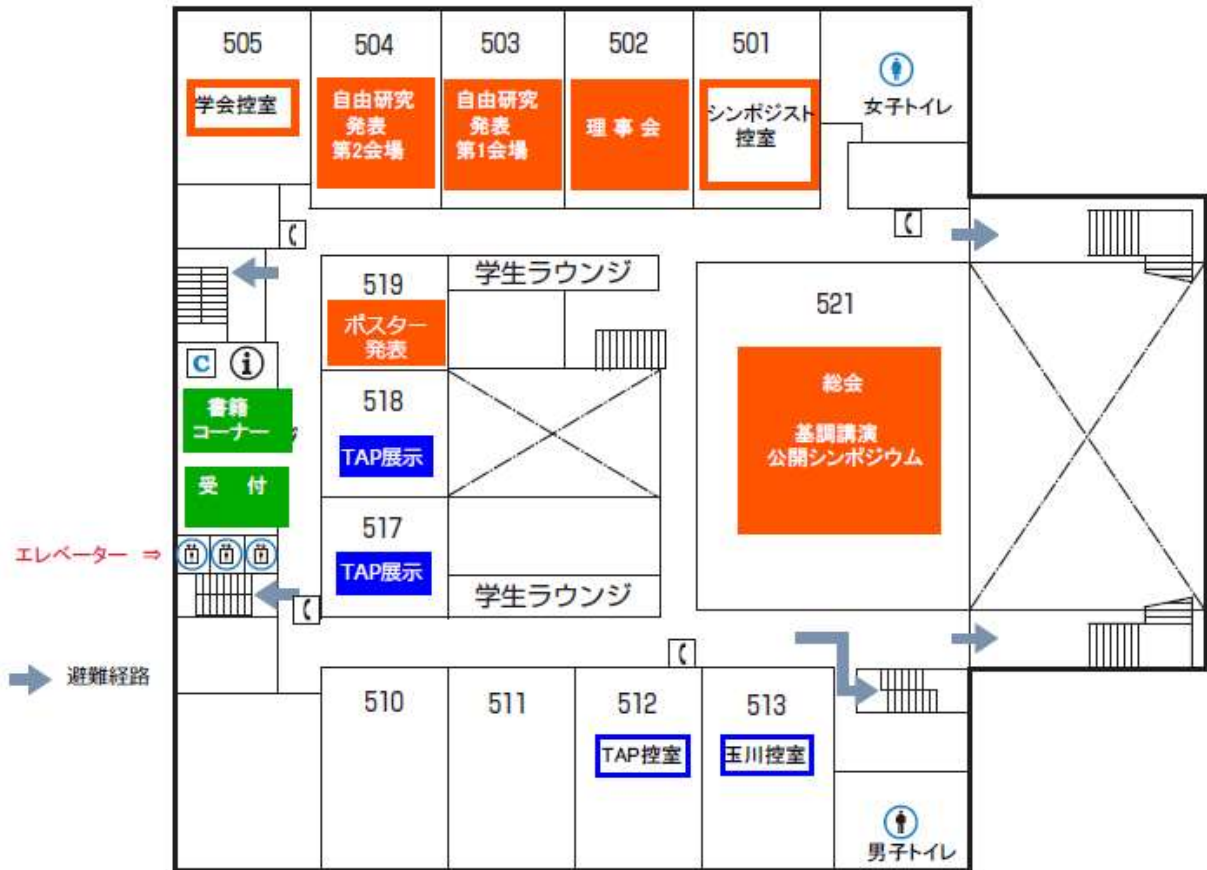 505
504
503
502
501
学会控室
自由研究
発表
第2会場
自由研究
発表
第1会場
理事会
シンポジスト
控室
女子トイレ
519
学生ラウンジ
521
ポスター
発表
総会
C
i
518
基調講演
公開シンポジウム
書籍
コーナー
TAP展示
受 付
517
エレベーター ⇒
TAP展示
学生ラウンジ
避難経路
510
511
512
513
TAP控室
玉川控室
男子トイレ